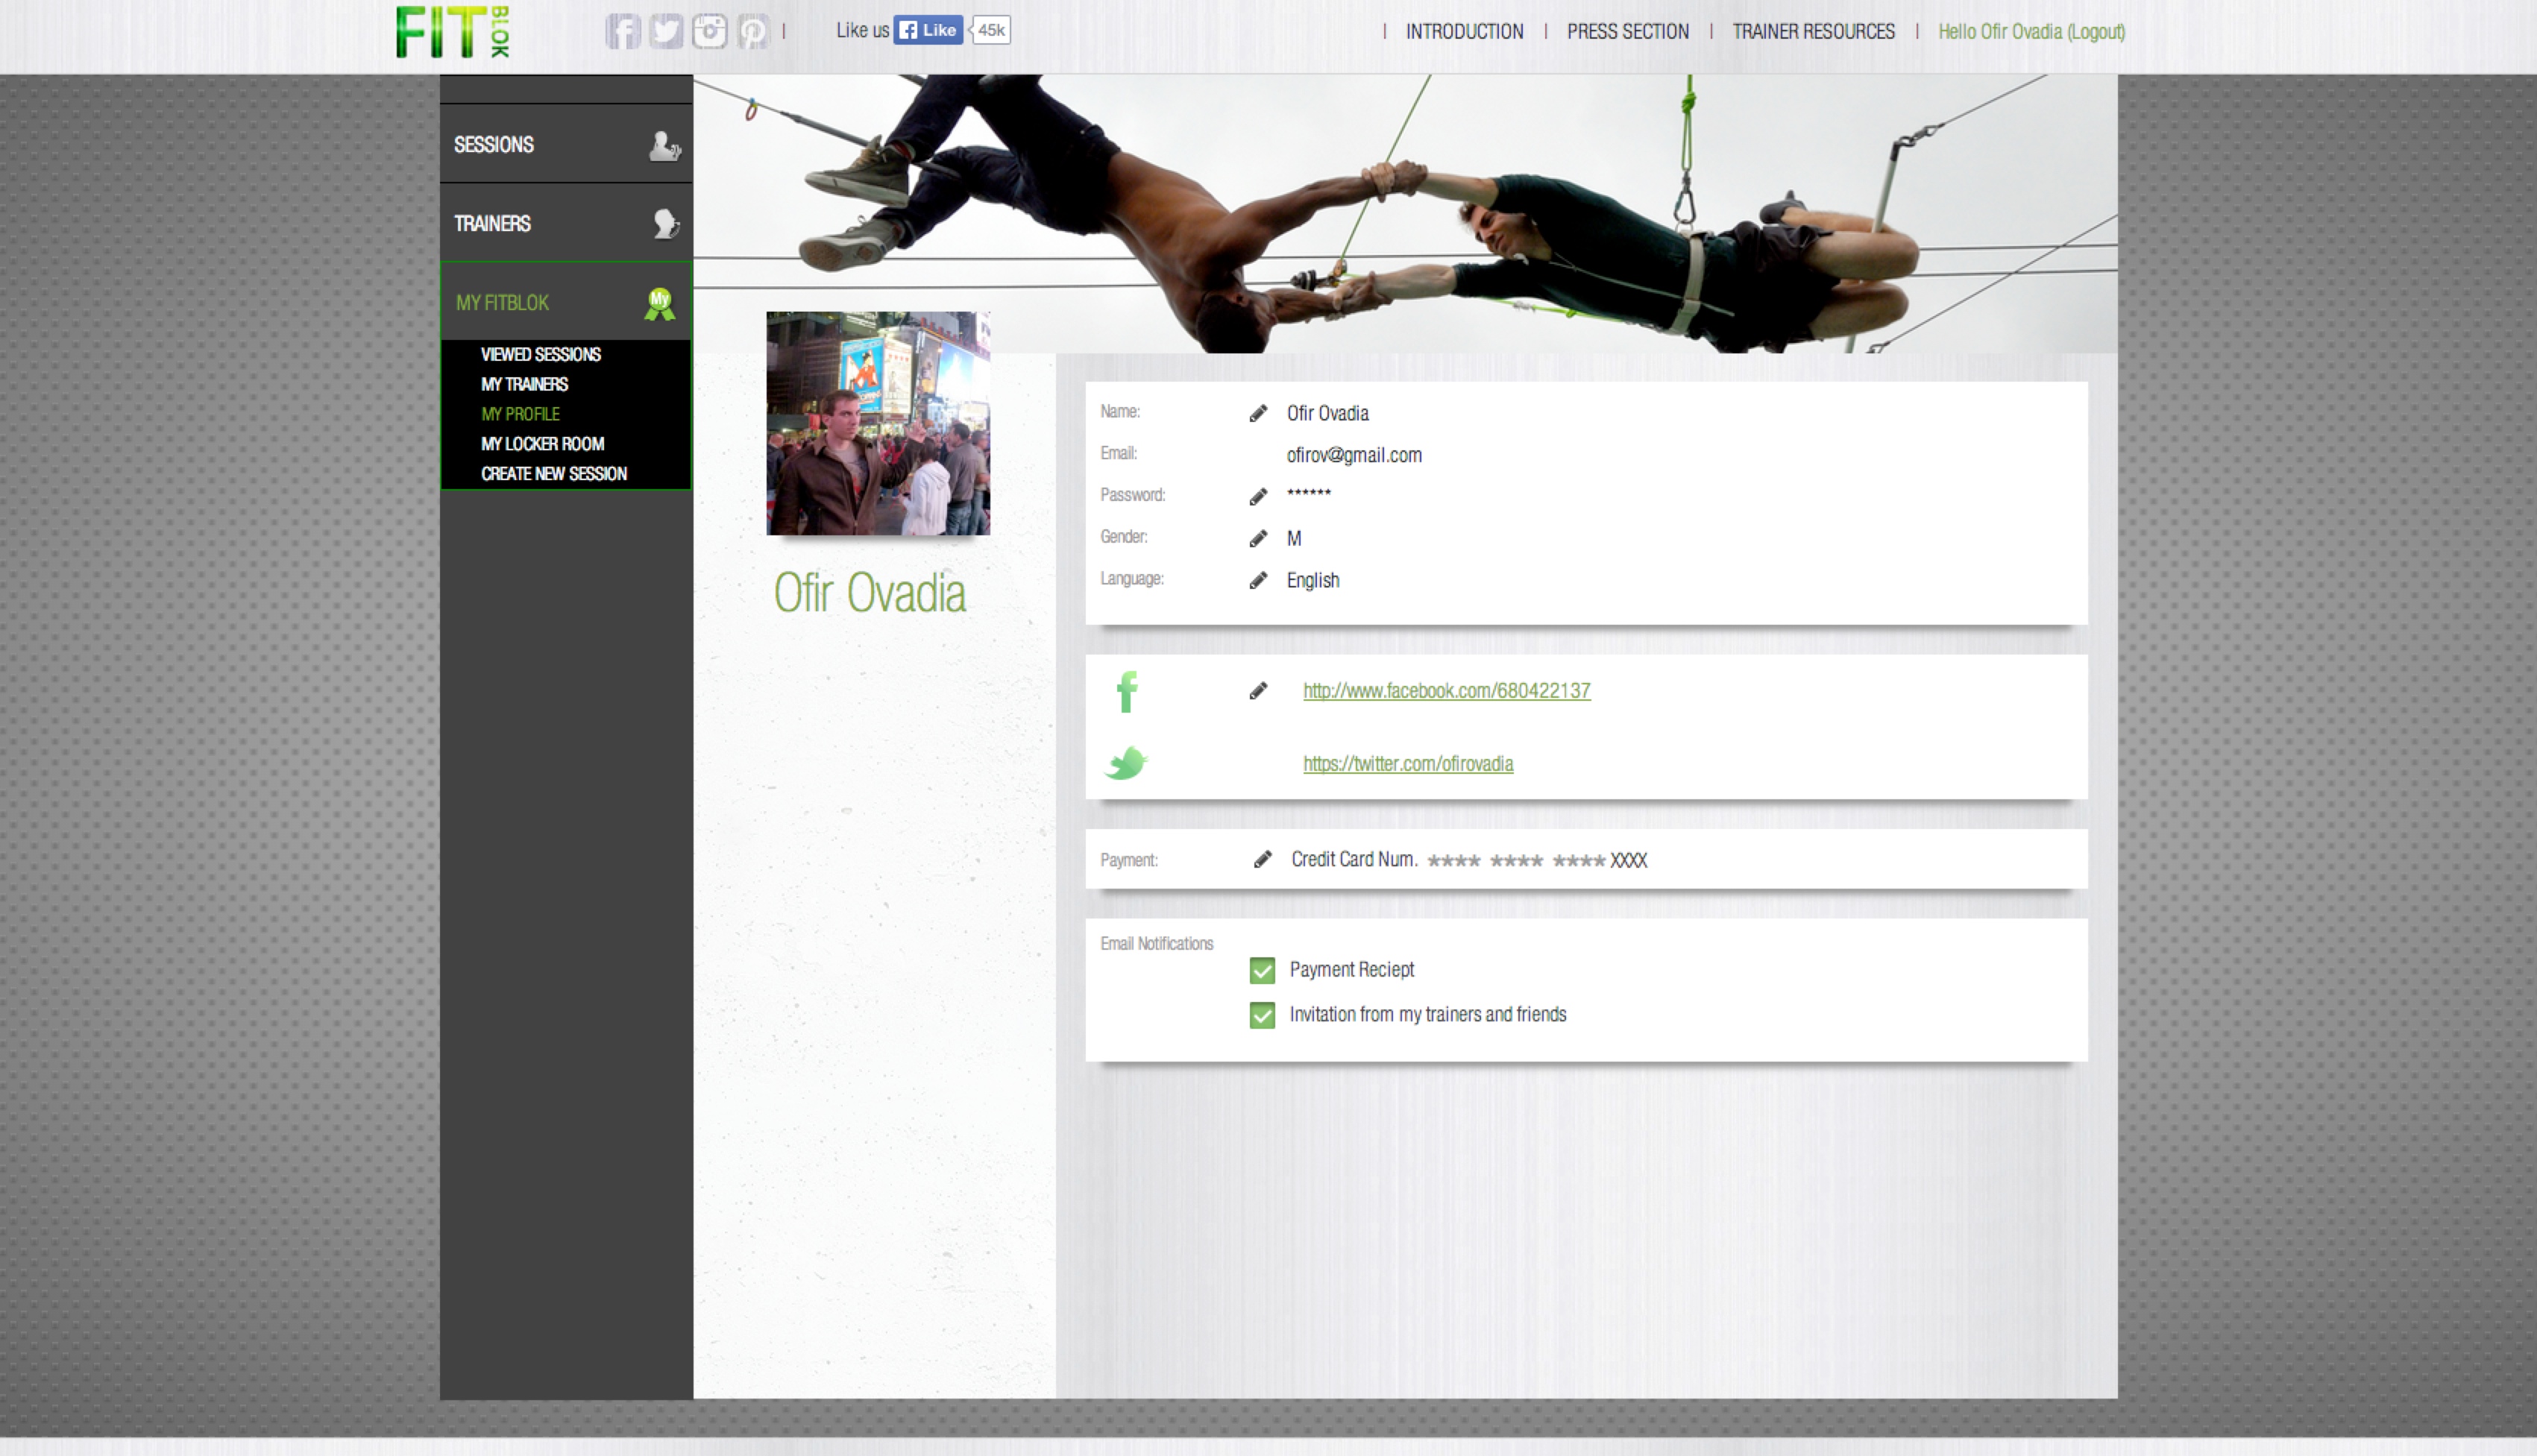 FIT BLOK
Like us Like 45k
INTRODUCTION
PRESS SECTION
TRAINER RESOURCES
Hello Ofir Ovadia (Logout)
SESSIONS
TRAINERS
MY FITBLOK
My
VIEWED SESSIONS
MY TRAINERS
MY PROFILE
MY LOCKER ROOM
CREATE NEW SESSION
Ofir Ovadia
Name: Ofir Ovadia
Email: ofirov@gmail.com
Password: ******
Gender: M
Language: English
http://www.facebook.com/680422137
https://twitter.com/ofirovadia
Payment: Credit Card Num. **** **** **** XXXX
Email Notifications
Payment Reciept
Invitation from my trainers and friends